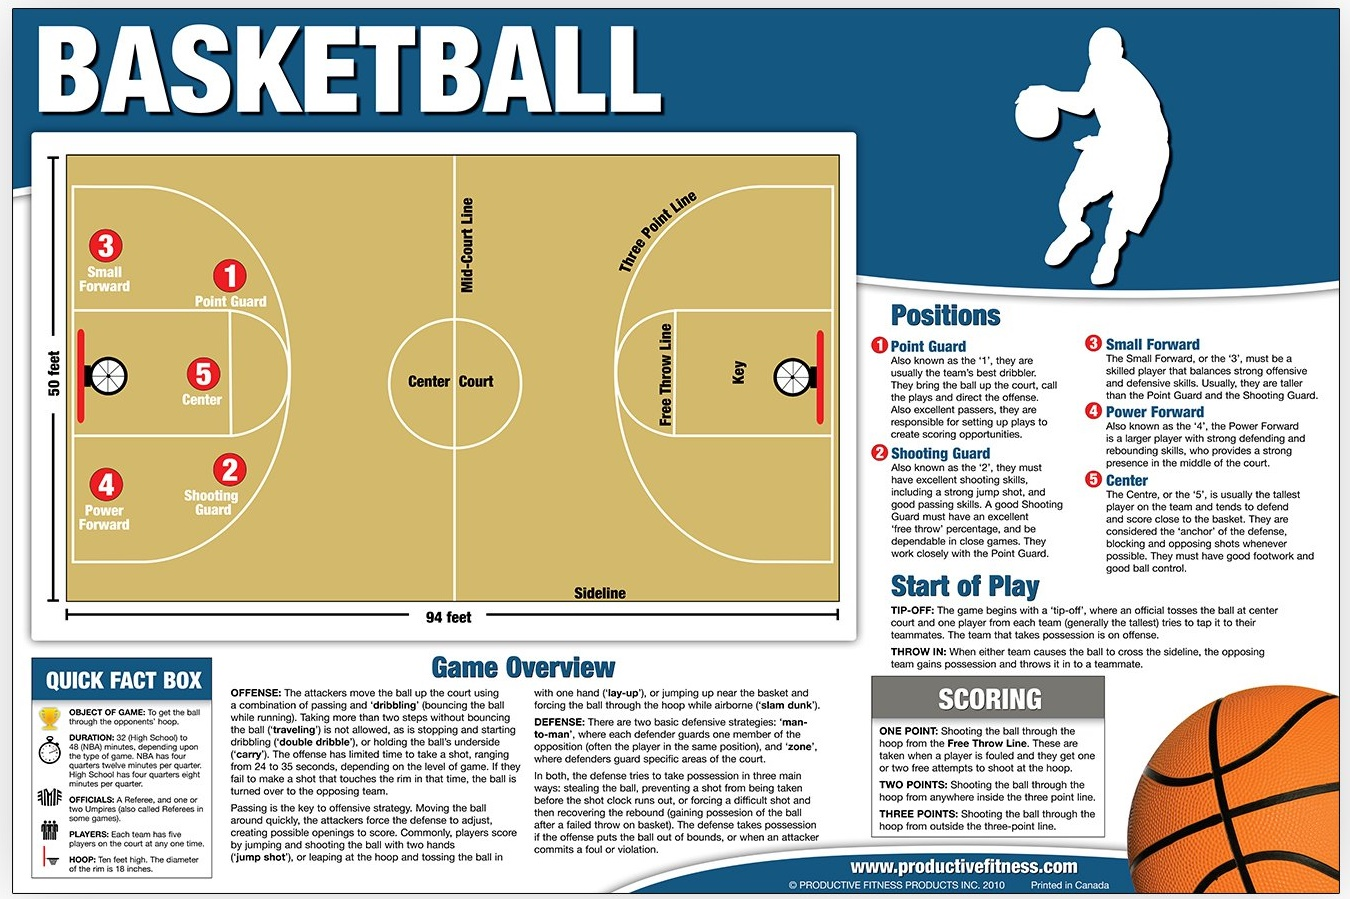 BASKETBALL
3
Small
Forward
1
Point Guard
5
Center
4
Power
Forward
2
Shooting
Guard
50 feet
94 feet
Mid-Court Line
Center Court
Three Point Line
Free Throw Line
Key
Sideline
Positions
1 Point Guard
Also known as the ‘1’, they are
usually the team’s best dribbler.
They bring the ball up the court, call
the plays and direct the offense.
Also excellent passers, they are
responsible for setting up plays to
create scoring opportunities.
2 Shooting Guard
Also known as the ‘2’, they must
have excellent shooting skills,
including a strong jump shot, and
good passing skills. A good Shooting
Guard must have an excellent
‘free throw’ percentage, and be
dependable in close games. They
work closely with the Point Guard.
3 Small Forward
The Small Forward, or the ‘3’, must be a
skilled player that balances strong offensive
and defensive skills. Usually, they are taller
than the Point Guard and the Shooting Guard.
4 Power Forward
Also known as the ‘4’, the Power Forward
is a larger player with strong defending and
rebounding skills, who provides a strong
presence in the middle of the court.
5 Center
The Centre, or the ‘5’, is usually the tallest
player on the team and tends to defend
and score close to the basket. They are
considered the ‘anchor’ of the defense,
blocking and opposing shots whenever
possible. They must have good footwork and
good ball control.
Start of Play
TIP-OFF: The game begins with a ‘tip-off’, where an official tosses the ball at center
court and one player from each team (generally the tallest) tries to tap it to their
teammates. The team that takes possession is on offense.
THROW IN: When either team causes the ball to cross the sideline, the opposing
team gains possession and throws it in to a teammate.
QUICK FACT BOX
OBJECT OF GAME: To get the ball
through the opponents’ hoop.
DURATION: 32 (High School) to
48 (NBA) minutes, depending upon
the type of game. NBA has four
quarters twelve minutes per quarter.
High School has four quarters eight
minutes per quarter.
OFFICIALS: A Referee, and one or
two Umpires (also called Referees in
some games).
PLAYERS: Each team has five
players on the court at any one time.
HOOP: Ten feet high. The diameter
of the rim is 18 inches.
Game Overview
OFFENSE: The attackers move the ball up the court using
a combination of passing and ‘dribbling’ (bouncing the ball
while running). Taking more than two steps without bouncing
the ball (‘traveling’) is not allowed, as is stopping and starting
dribbling (‘double dribble’), or holding the ball’s underside
(‘carry’). The offense has limited time to take a shot, ranging
from 24 to 35 seconds, depending on the level of game. If they
fail to make a shot that touches the rim in that time, the ball is
turned over to the opposing team.
Passing is the key to offensive strategy. Moving the ball
around quickly, the attackers force the defense to adjust,
creating possible openings to score. Commonly, players score
by jumping and shooting the ball with two hands
(‘jump shot’), or leaping at the hoop and tossing the ball in
with one hand (‘lay-up’), or jumping up near the basket and
forcing the ball through the hoop while airborne (‘slam dunk’).
DEFENSE: There are two basic defensive strategies: ‘man-
to-man’, where each defender guards one member of the
opposition (often the player in the same position), and ‘zone’,
where defenders guard specific areas of the court.
In both, the defense tries to take possession in three main
ways: stealing the ball, preventing a shot from being taken
before the shot clock runs out, or forcing a difficult shot and
then recovering the rebound (gaining possesion of the ball
after a failed throw on basket). The defense takes possession
if the offense puts the ball out of bounds, or when an attacker
commits a foul or violation.
SCORING
ONE POINT: Shooting the ball through the
hoop from the Free Throw Line. These are
taken when a player is fouled and they get one
or two free attempts to shoot at the hoop.
TWO POINTS: Shooting the ball through the
hoop from anywhere inside the three point line.
THREE POINTS: Shooting the ball through the
hoop from outside the three-point line.
www.productivefitness.com
© PRODUCTIVE FITNESS PRODUCTS INC. 2010 Printed in Canada